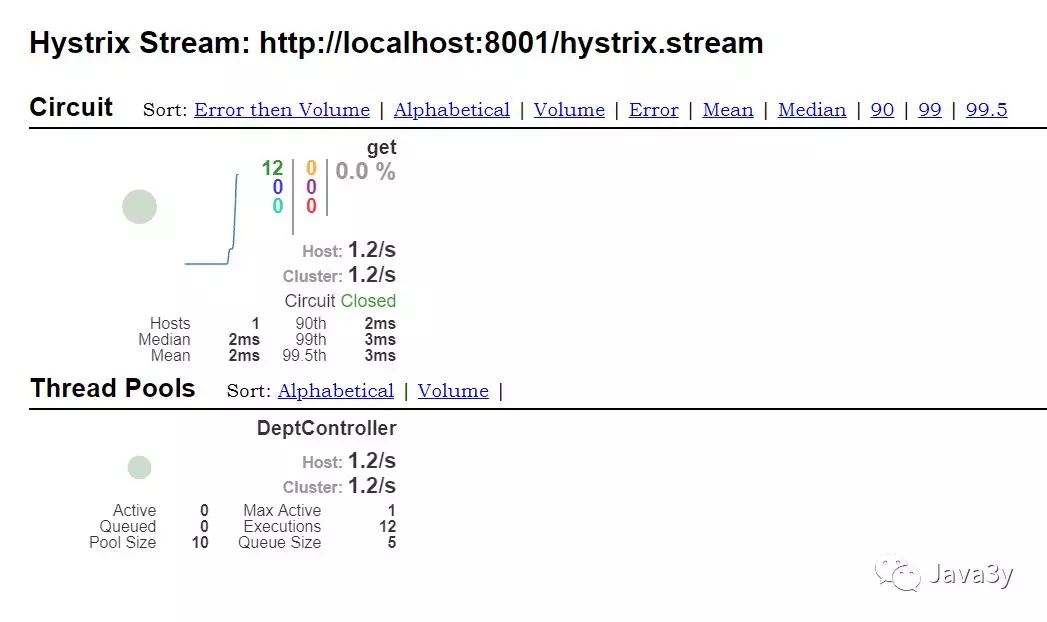 Hystrix Stream: http://localhost:8001/hystrix.stream
Circuit Sort: Error then Volume | Alphabetical | Volume | Error | Mean | Median | 90 | 99 | 99.5
get
12 0 0.0 %
0 0
0 0
Host: 1.2/s
Cluster: 1.2/s
Circuit Closed
Hosts 1 90th 2ms
Median 2ms 99th 3ms
Mean 2ms 99.5th 3ms
Thread Pools Sort: Alphabetical | Volume |
DeptController
Host: 1.2/s
Cluster: 1.2/s
Active 0 Max Active 1
Queued 0 Executions 12
Pool Size 10 Queue Size 5
Java3y